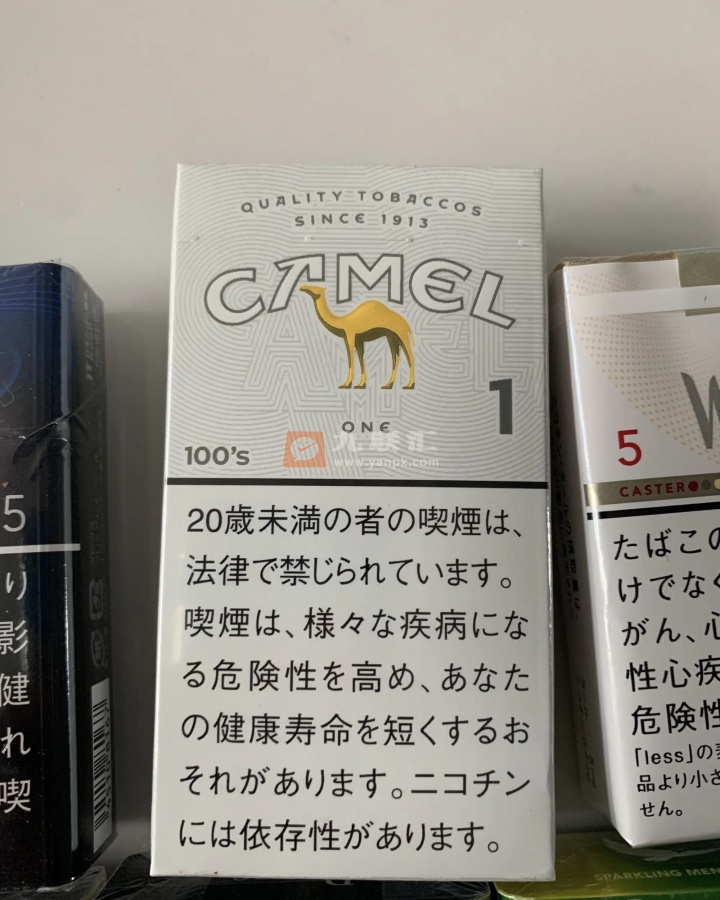 QUALITY TOBACCOS
SINCE 1913
CAMEL
ONE
1
100's
www.yanpk.com
20歳未満の者の喫煙は、
法律で禁じられています。
喫煙は、様々な疾病にな
る危険性を高め、あなた
の健康寿命を短くするお
それがあります。ニコチン
には依存性があります。
5
り
影
健
れ
喫
W
5
CASTER
たばこの
けでなく
がん、心
性心疾
危険性
「less」の表
品より小さ
せん。
SPARKLING MEN